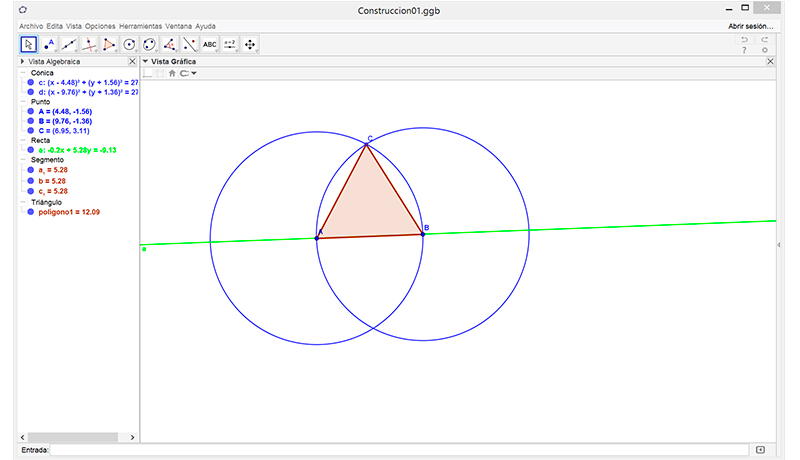 Construccion01.ggb
Archivo Edita Vista Opciones Herramientas Ventana Ayuda
Abrir sesión...
A
ABC
a=2
?
Vista Algebraica
Vista Gráfica
Cónica
c: (x - 4.48)² + (y + 1.56)² = 27
d: (x - 9.76)² + (y + 1.36)² = 27
Punto
A = (4.48, -1.56)
B = (9.76, -1.36)
C = (6.95, 3.11)
Recta
a: -0.2x + 5.28y = -9.13
Segmento
a₁ = 5.28
b = 5.28
c₁ = 5.28
Triángulo
polígono1 = 12.09
C
A
B
a
Entrada: